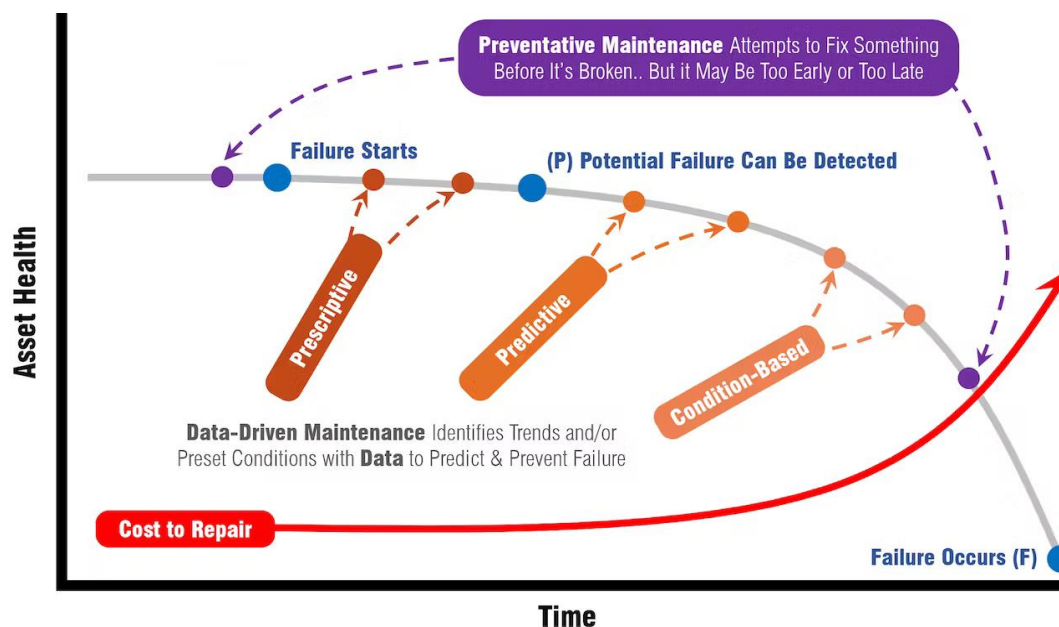 Preventative Maintenance Attempts to Fix Something
Before It's Broken.. But it May Be Too Early or Too Late
Failure Starts
(P) Potential Failure Can Be Detected
Asset Health
Prescriptive
Predictive
Condition-Based
Data-Driven Maintenance Identifies Trends and/or
Preset Conditions with Data to Predict & Prevent Failure
Cost to Repair
Failure Occurs (F)
Time